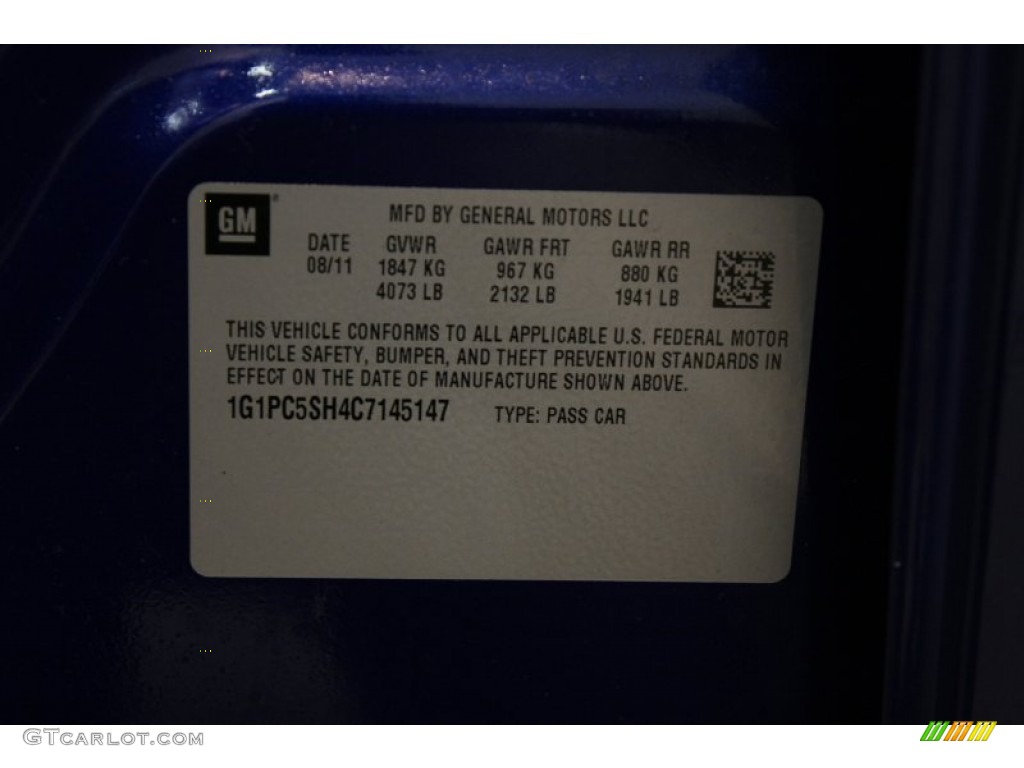 GM
MFD BY GENERAL MOTORS LLC
DATE GVWR GAWR FRT GAWR RR
08/11 1847 KG 967 KG 880 KG
4073 LB 2132 LB 1941 LB
THIS VEHICLE CONFORMS TO ALL APPLICABLE U.S. FEDERAL MOTOR
VEHICLE SAFETY, BUMPER, AND THEFT PREVENTION STANDARDS IN
EFFECT ON THE DATE OF MANUFACTURE SHOWN ABOVE.
1G1PC5SH4C7145147 TYPE: PASS CAR
GTCARLOT.COM